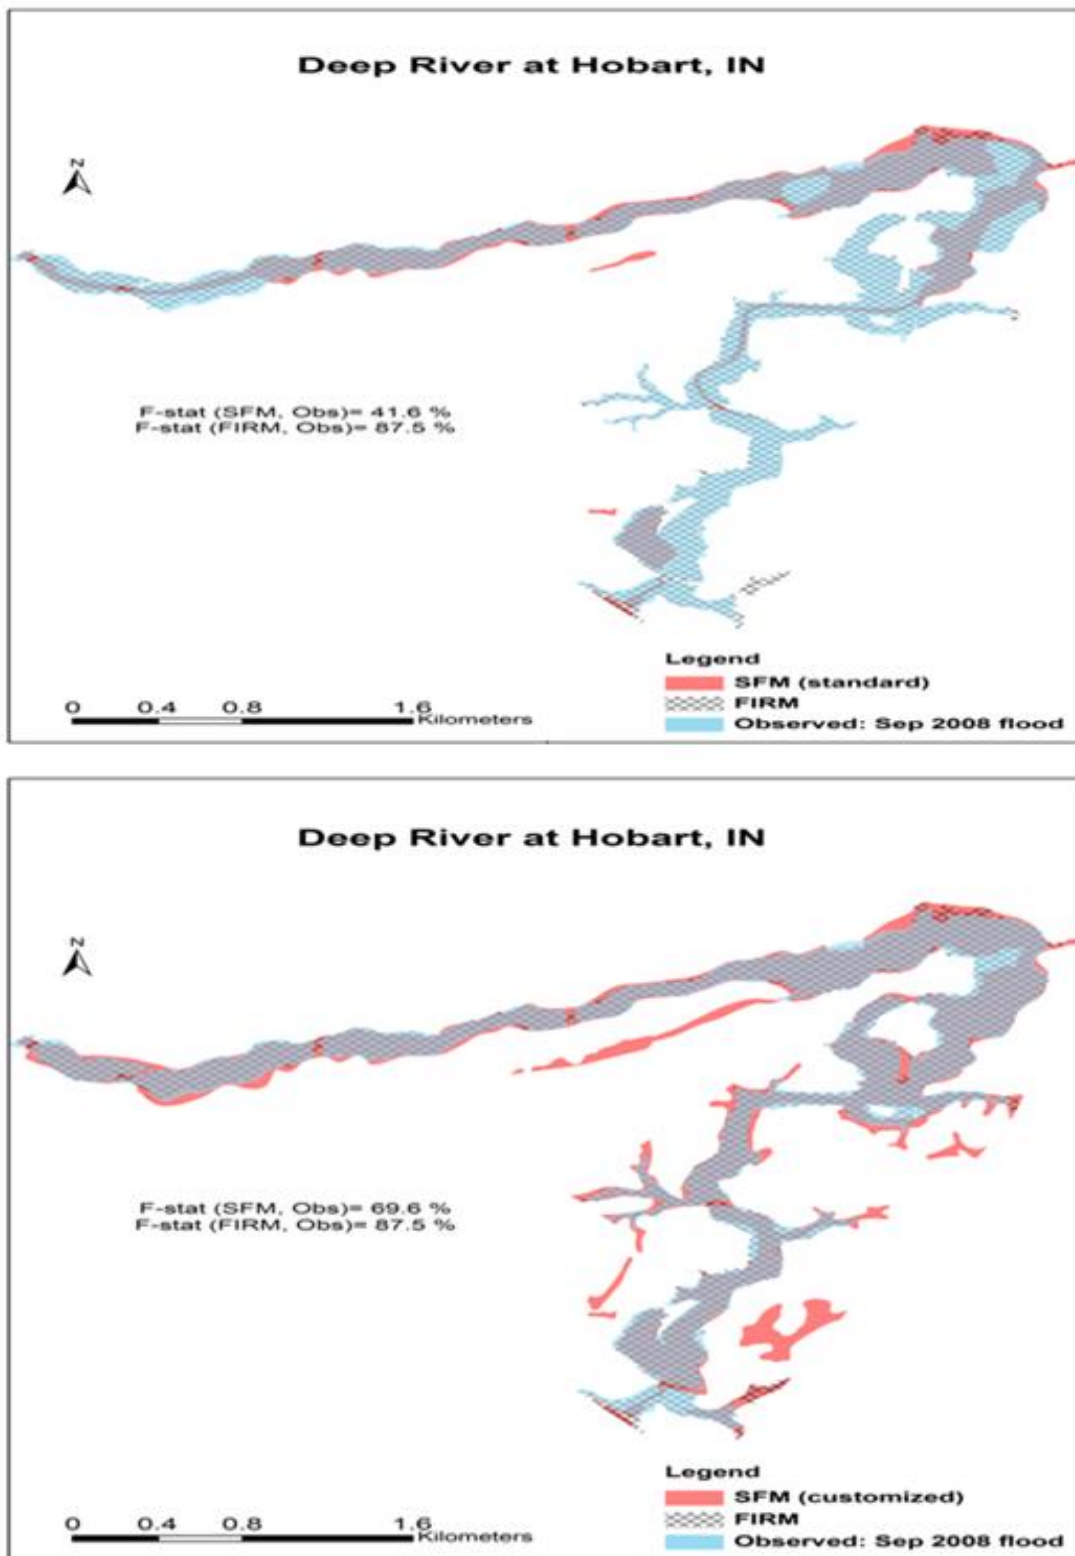 Deep River at Hobart, IN
N
F-stat (SFM, Obs)= 41.6 %
F-stat (FIRM, Obs)= 87.5 %
Legend
SFM (standard)
FIRM
Observed: Sep 2008 flood
0 0.4 0.8 1.6
Kilometers
Deep River at Hobart, IN
N
F-stat (SFM, Obs)= 69.6 %
F-stat (FIRM, Obs)= 87.5 %
Legend
SFM (customized)
FIRM
Observed: Sep 2008 flood
0 0.4 0.8 1.6
Kilometers